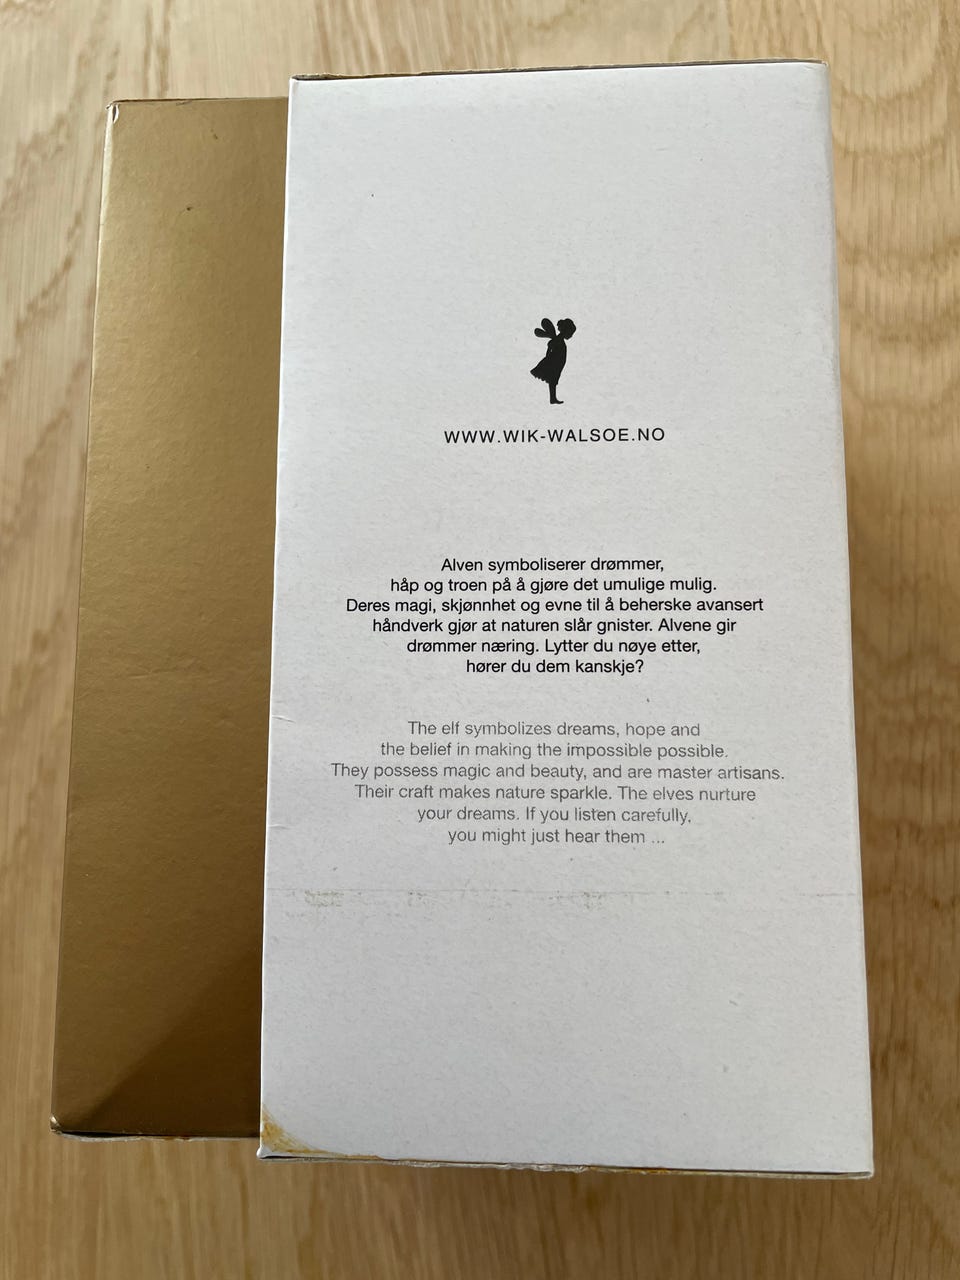 WWW.WIK-WALSOE.NO
Alven symboliserer drømmer,
håp og troen på å gjøre det umulige mulig.
Deres magi, skjønnhet og evne til å beherske avansert
håndverk gjør at naturen slår gnister. Alvene gir
drømmer næring. Lytter du nøye etter,
hører du dem kanskje?
The elf symbolizes dreams, hope and
the belief in making the impossible possible.
They possess magic and beauty, and are master artisans.
Their craft makes nature sparkle. The elves nurture
your dreams. If you listen carefully,
you might just hear them ...